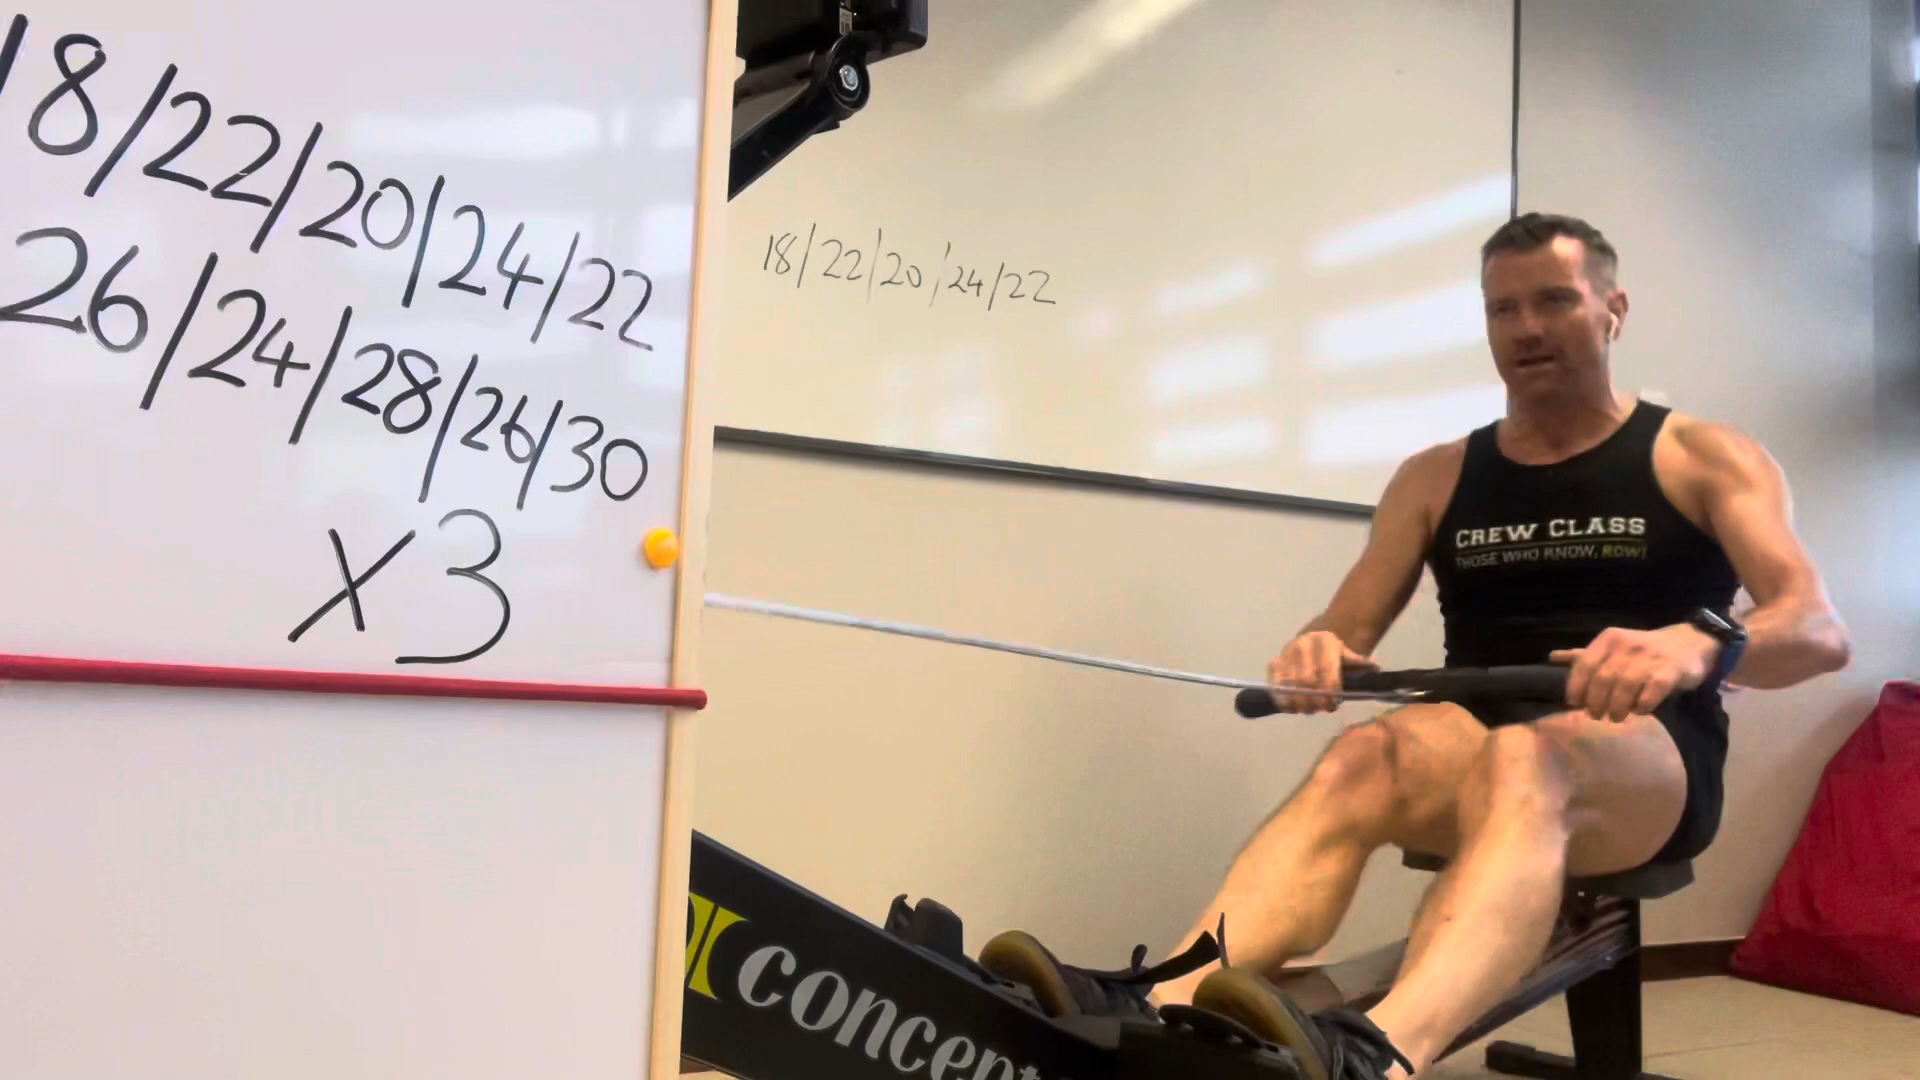 18/22/20/24/22
26/24/28/26/30
x3
18/22/20/24/22
CREW CLASS
THOSE WHO KNOW, ROW!
concept